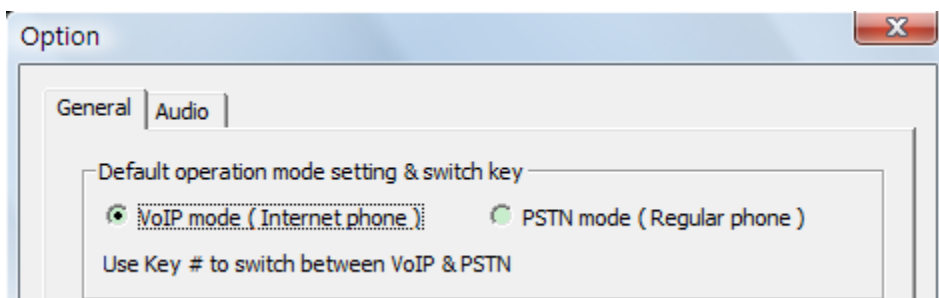 Option
General Audio
Default operation mode setting & switch key
VoIP mode ( Internet phone ) PSTN mode ( Regular phone )
Use Key # to switch between VoIP & PSTN